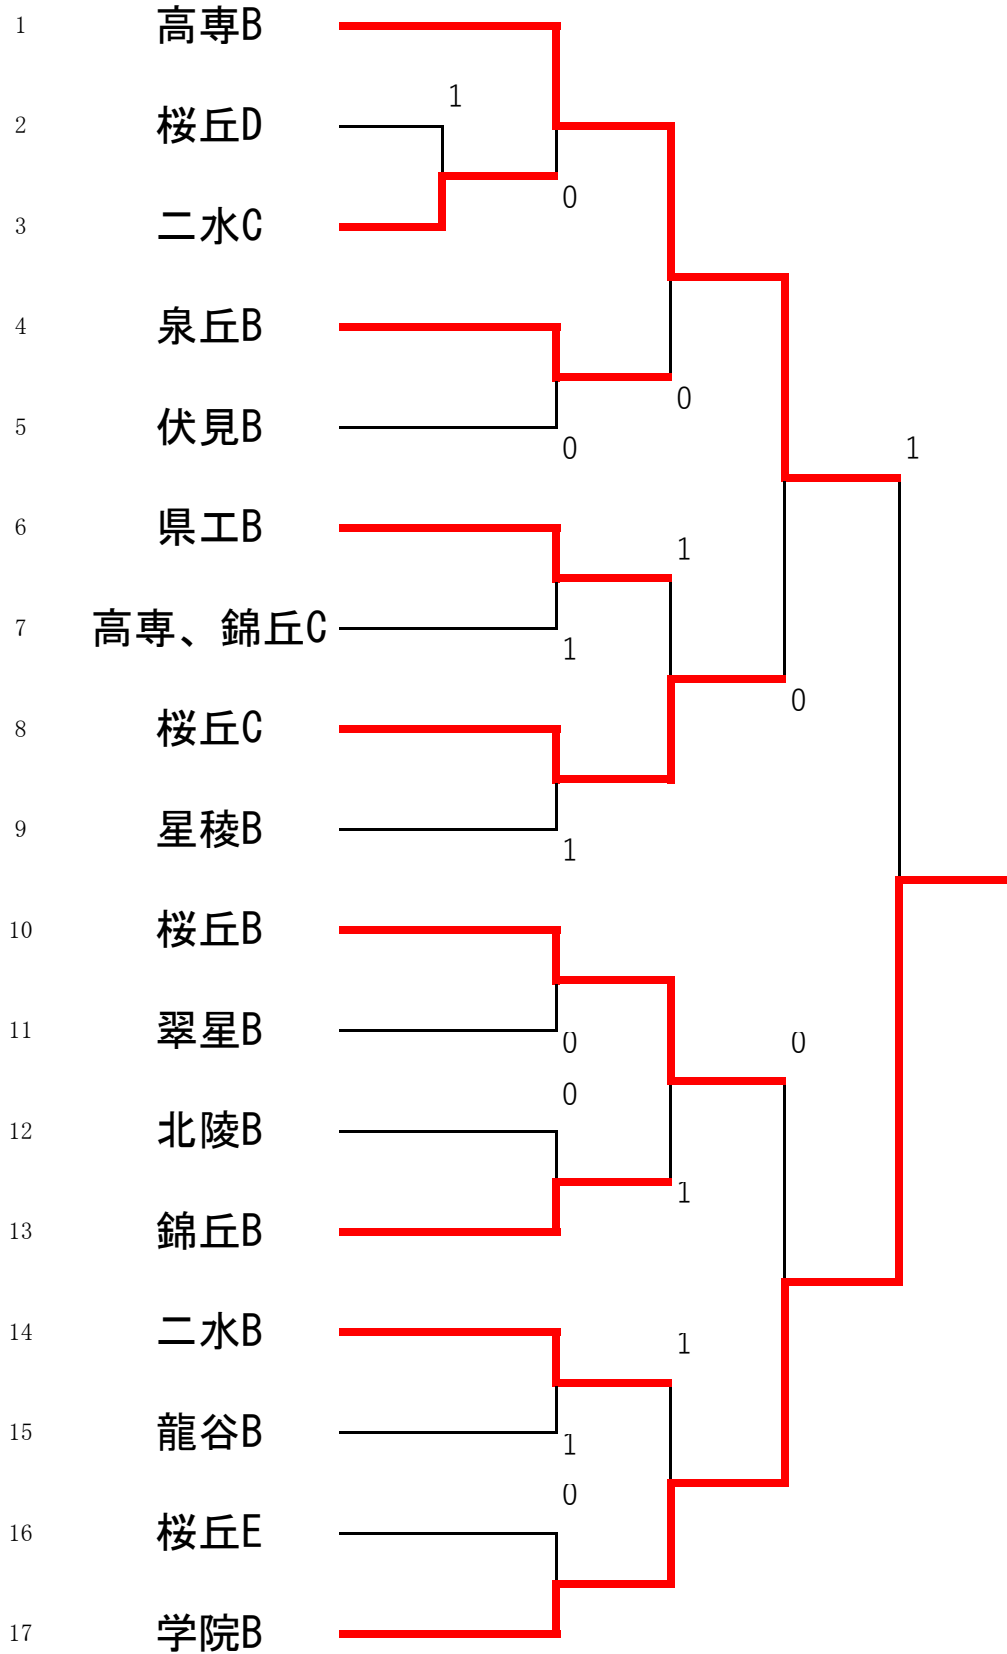 1 高専B
1
2 桜丘D
0
3 二水C
4 泉丘B
0
5 伏見B
0
1
6 県工B
1
7 高専、錦丘C
1
0
8 桜丘C
9 星稜B
1
10 桜丘B
11 翠星B
0
0
0
12 北陵B
1
13 錦丘B
14 二水B
1
15 龍谷B
1
0
16 桜丘E
17 学院B